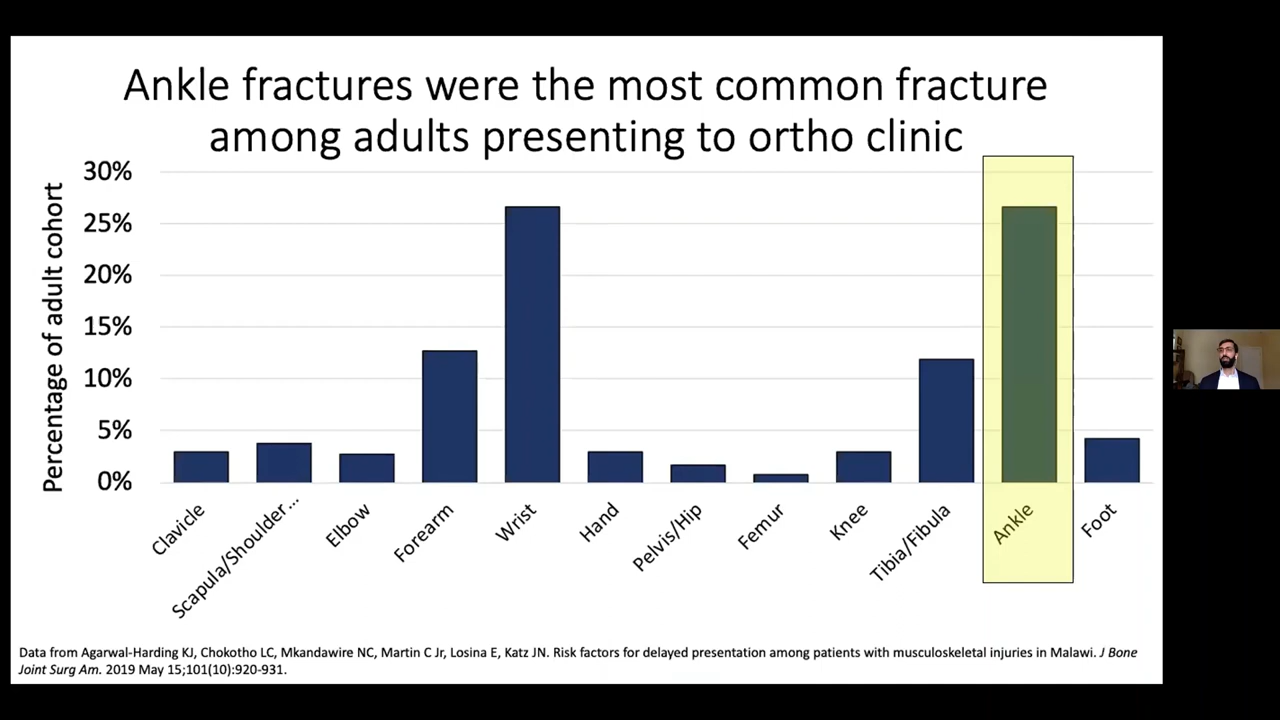 Ankle fractures were the most common fracture
among adults presenting to ortho clinic
Percentage of adult cohort
30%
25%
20%
15%
10%
5%
0%
Clavicle
Scapula/Shoulder...
Elbow
Forearm
Wrist
Hand
Pelvis/Hip
Femur
Knee
Tibia/Fibula
Ankle
Foot
Data from Agarwal-Harding KJ, Chokotho LC, Mkandawire NC, Martin C Jr, Losina E, Katz JN. Risk factors for delayed presentation among patients with musculoskeletal injuries in Malawi. J Bone
Joint Surg Am. 2019 May 15;101(10):920-931.